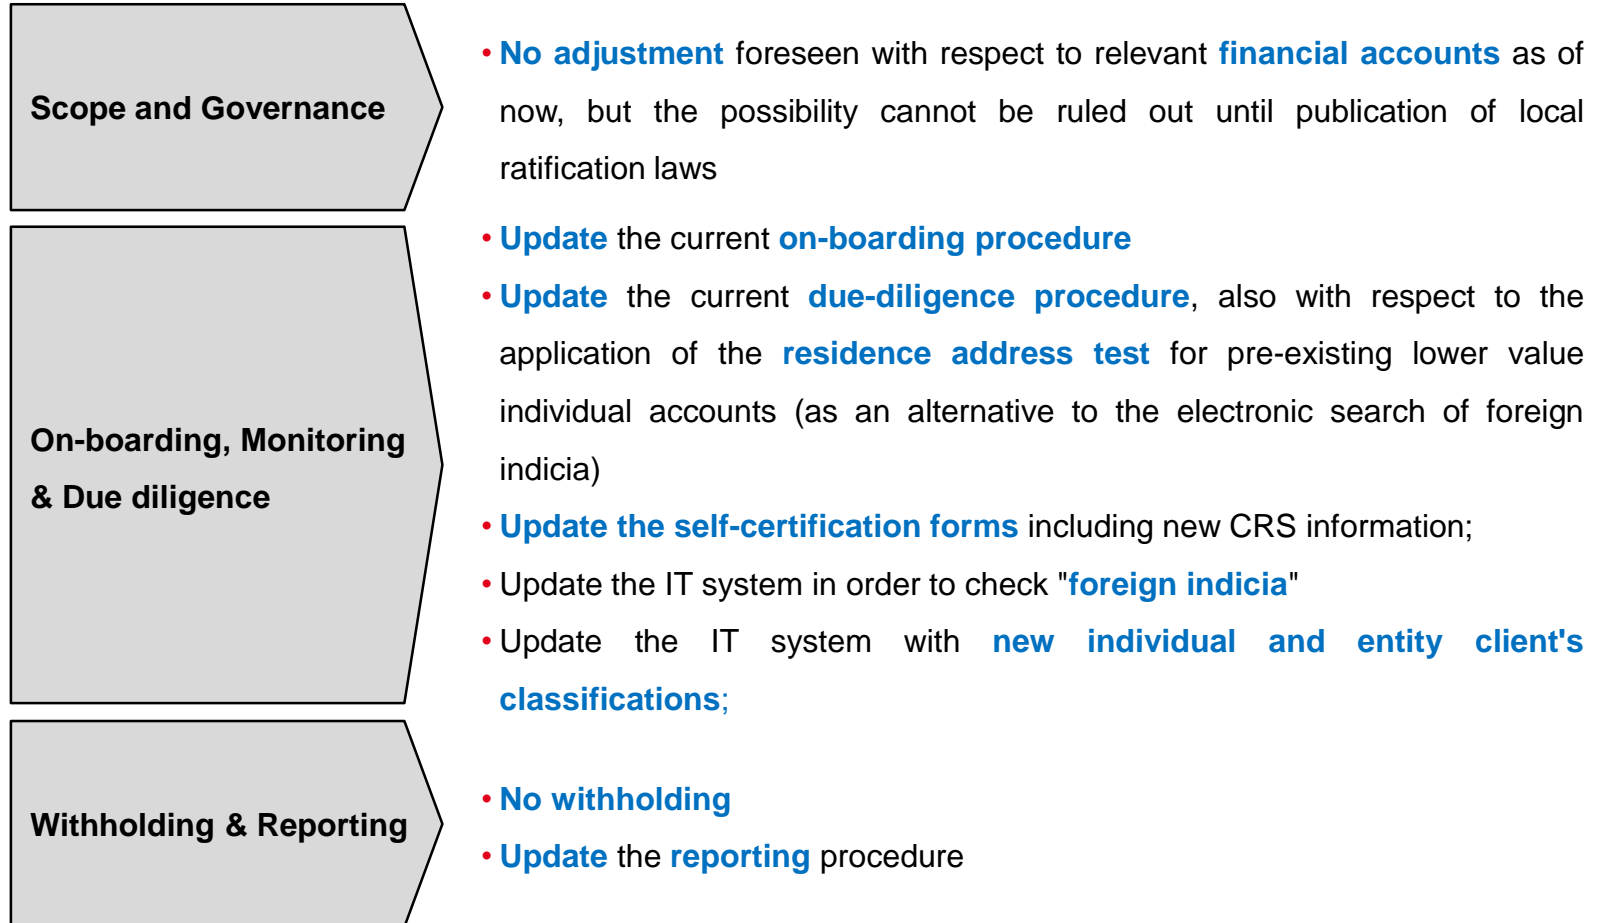 Scope and Governance
• No adjustment foreseen with respect to relevant financial accounts as of
now, but the possibility cannot be ruled out until publication of local
ratification laws
On-boarding, Monitoring
& Due diligence
• Update the current on-boarding procedure
• Update the current due-diligence procedure, also with respect to the
application of the residence address test for pre-existing lower value
individual accounts (as an alternative to the electronic search of foreign
indicia)
• Update the self-certification forms including new CRS information;
• Update the IT system in order to check "foreign indicia"
• Update the IT system with new individual and entity client's
classifications;
Withholding & Reporting
• No withholding
• Update the reporting procedure